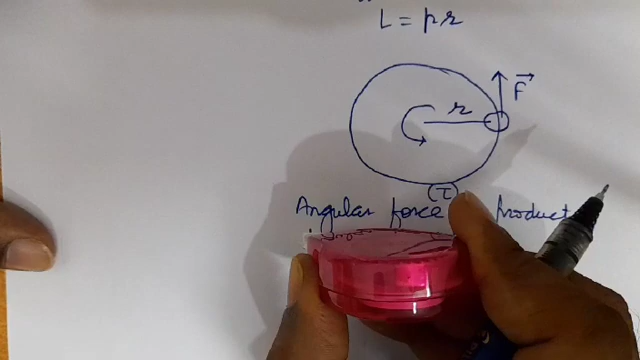 L = pr
r
F
(τ)
Angular force product